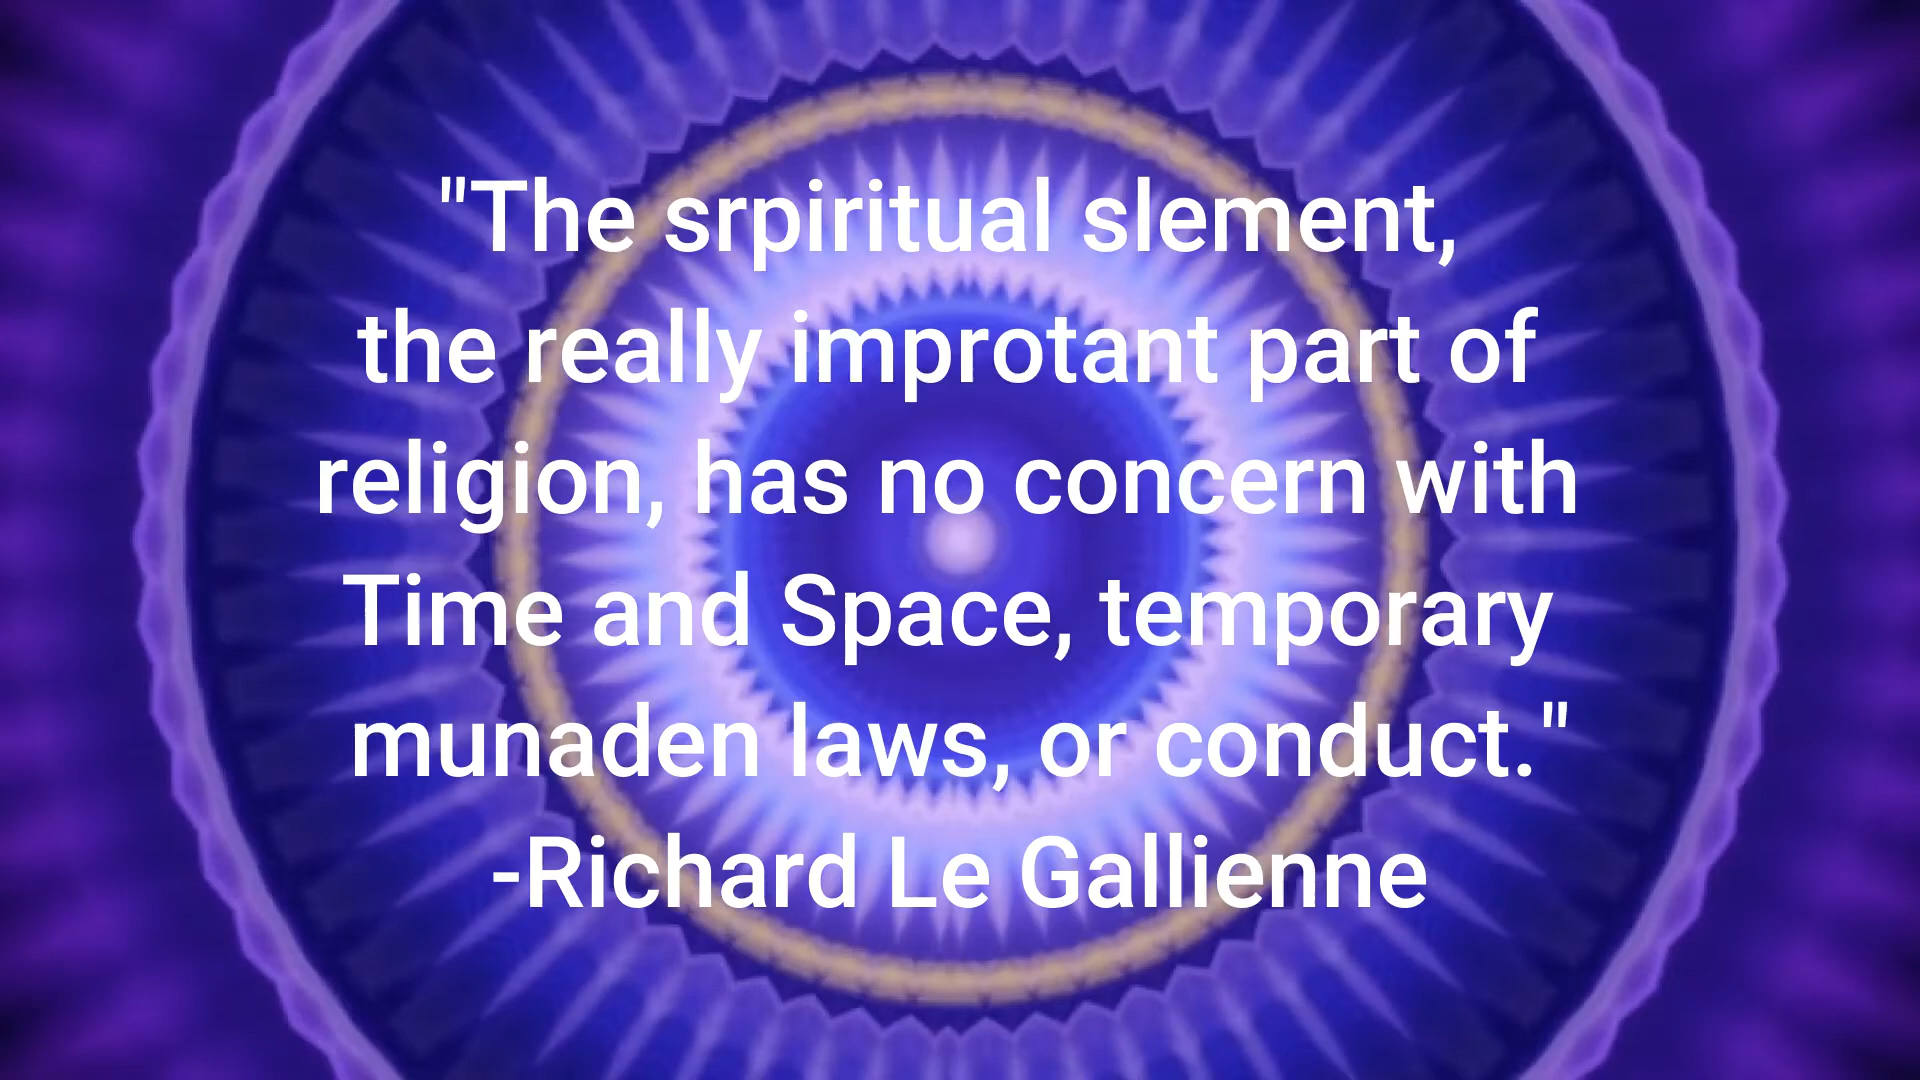 "The srpiritual slement,
the really improtant part of
religion, has no concern with
Time and Space, temporary
munaden laws, or conduct."
-Richard Le Gallienne